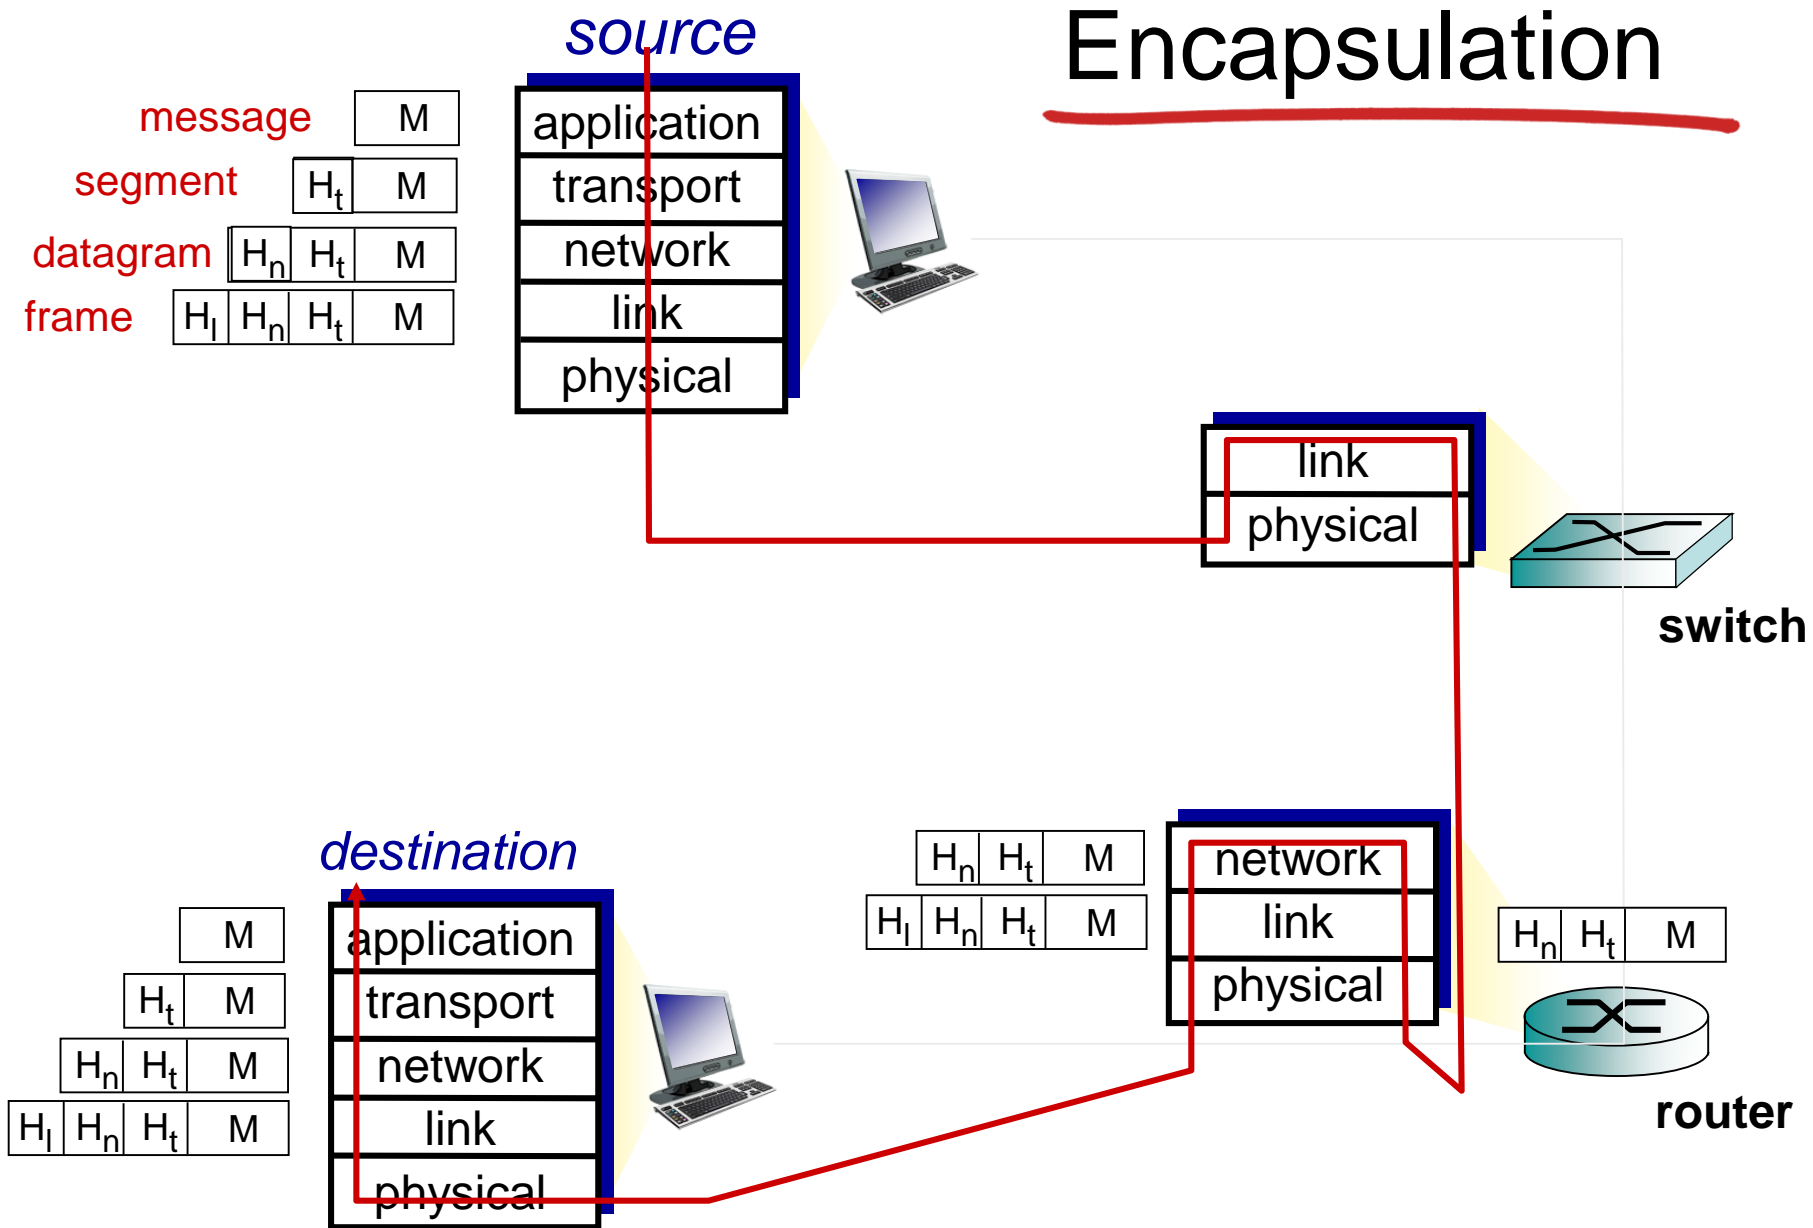 source
Encapsulation
message M
application
segment Ht M
transport
datagram Hn Ht M
network
frame Hl Hn Ht M
link
physical
link
physical
switch
destination
Hn Ht M
network
Hl Hn Ht M
link
Hn Ht M
physical
router
M
application
Ht M
transport
Hn Ht M
network
Hl Hn Ht M
link
physical